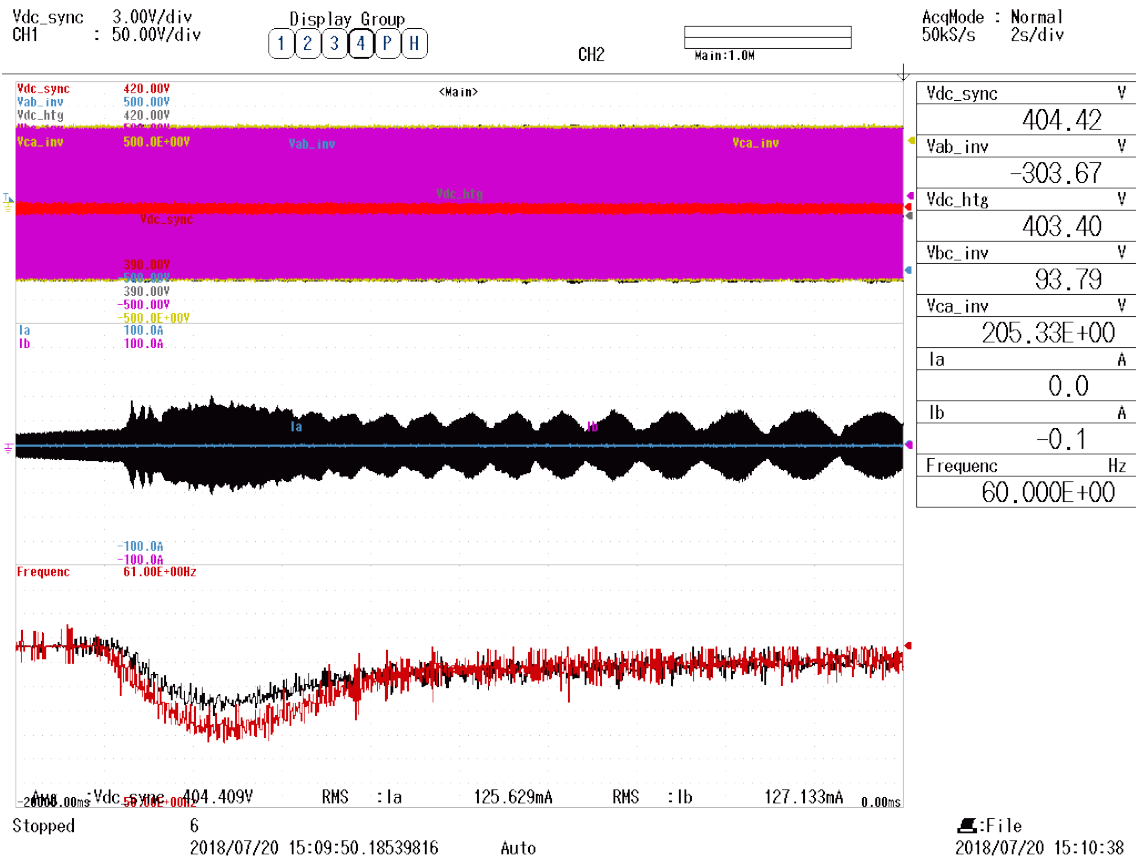 Vdc_sync 3.00V/div
CH1 : 50.00V/div
Display Group
1 2 3 4 P H
CH2
Main:1.0M
AcqMode : Normal
50kS/s 2s/div
<Main>
Vdc_sync 420.00V
Vab_inv 500.00V
Vdc_htg 420.00V
Vca_inv 500.0E+00V
Vab_inv
Vca_inv
Vdc_htg
Vdc_sync
390.00V
-500.00V
390.00V
-500.00V
-500.0E+00V
Ia 100.0A
Ib 100.0A
Ia
Ib
-100.0A
-100.0A
Frequenc 61.00E+00Hz
Vdc_sync V
404.42
Vab_inv V
-303.67
Vdc_htg V
403.40
Vbc_inv V
93.79
Vca_inv V
205.33E+00
Ia A
0.0
Ib A
-0.1
Frequenc Hz
60.000E+00
404.409V RMS :Ia 125.629mA RMS :Ib 127.133mA 0.00ms
Stopped 6
2018/07/20 15:09:50.18539816 Auto
:File
2018/07/20 15:10:38